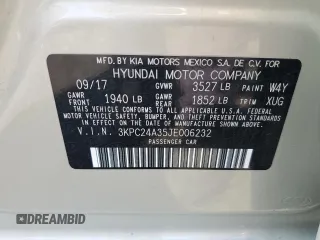 MFD. BY KIA MOTORS MEXICO S.A. DE C.V. FOR
HYUNDAI MOTOR COMPANY
09/17 GVWR 3527 LB PAINT W4Y
GAWR FRONT 1940 LB GAWR REAR 1852 LB TRIM XUG
THIS VEHICLE CONFORMS TO ALL APPLICABLE
FEDERAL MOTOR VEHICLE SAFETY, BUMPER, AND
THEFT PREVENTION STANDARDS IN EFFECT ON
THE DATE OF MANUFACTURE SHOWN ABOVE.
V.I.N. 3KPC24A35JE006232
PASSENGER CAR
DREAMBID